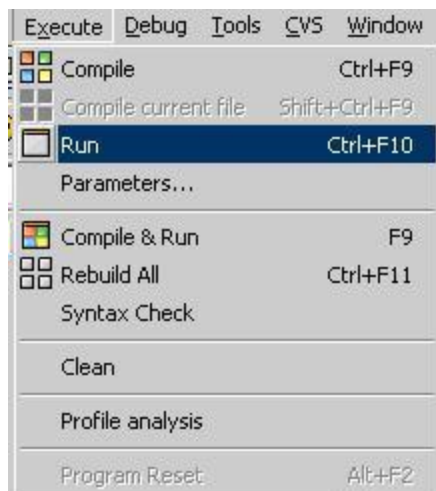 Execute Debug Tools CVS Window
Compile Ctrl+F9
Compile current file Shift+Ctrl+F9
Run Ctrl+F10
Parameters...
Compile & Run F9
Rebuild All Ctrl+F11
Syntax Check
Clean
Profile analysis
Program Reset Alt+F2